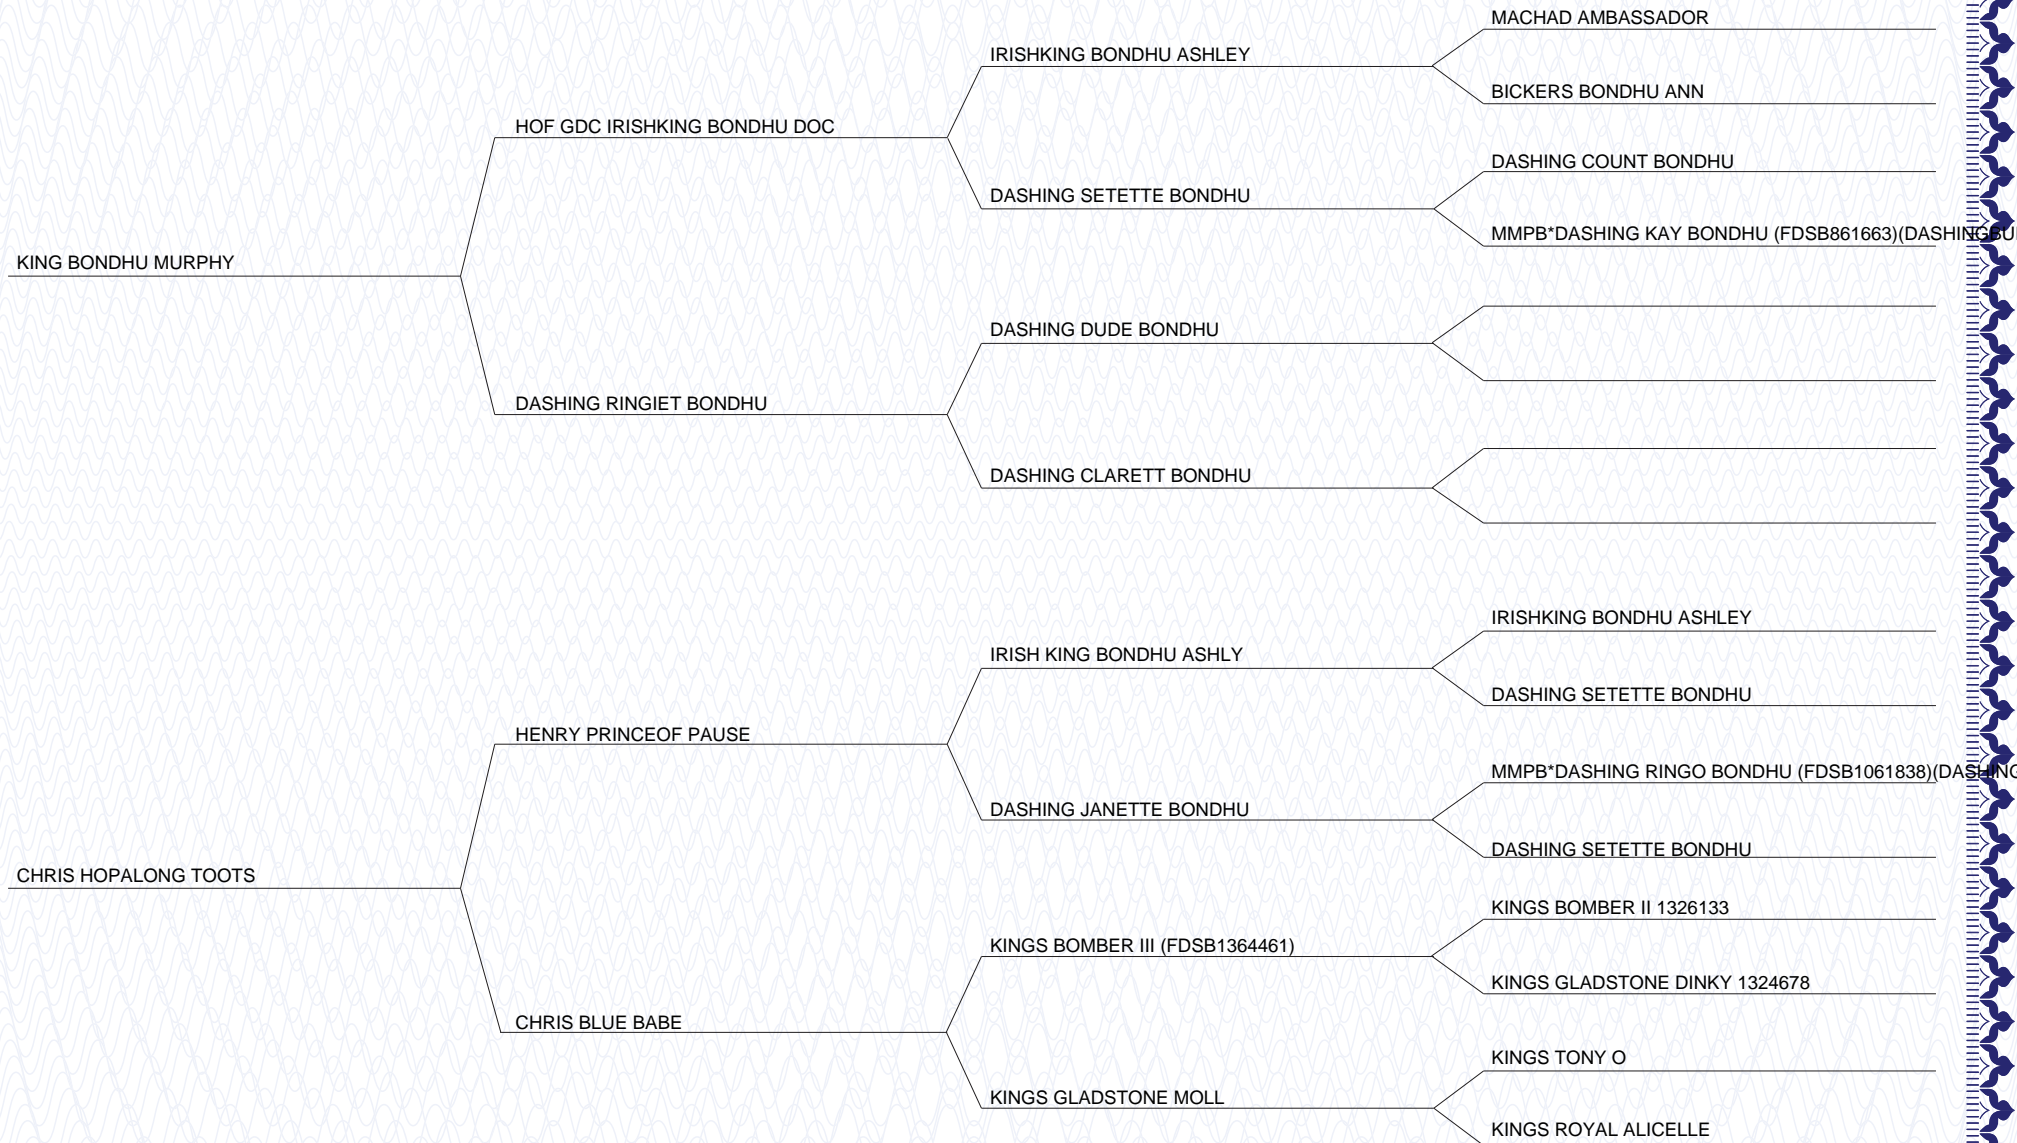 MACHAD AMBASSADOR
IRISHKING BONDHU ASHLEY
BICKERS BONDHU ANN
HOF GDC IRISHKING BONDHU DOC
DASHING COUNT BONDHU
DASHING SETETTE BONDHU
MMPB*DASHING KAY BONDHU (FDSB861663)(DASHINGBU
KING BONDHU MURPHY
DASHING DUDE BONDHU
DASHING RINGIET BONDHU
DASHING CLARETT BONDHU
IRISHKING BONDHU ASHLEY
IRISH KING BONDHU ASHLY
DASHING SETETTE BONDHU
HENRY PRINCEOF PAUSE
MMPB*DASHING RINGO BONDHU (FDSB1061838)(DASHING
DASHING JANETTE BONDHU
DASHING SETETTE BONDHU
CHRIS HOPALONG TOOTS
KINGS BOMBER II 1326133
KINGS BOMBER III (FDSB1364461)
KINGS GLADSTONE DINKY 1324678
CHRIS BLUE BABE
KINGS TONY O
KINGS GLADSTONE MOLL
KINGS ROYAL ALICELLE